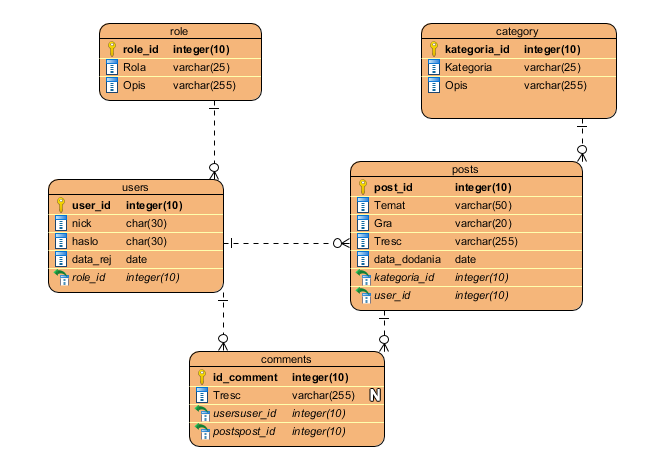 role
role_id integer(10)
Rola varchar(25)
Opis varchar(255)
category
kategoria_id integer(10)
Kategoria varchar(25)
Opis varchar(255)
users
user_id integer(10)
nick char(30)
haslo char(30)
data_rej date
role_id integer(10)
posts
post_id integer(10)
Temat varchar(50)
Gra varchar(20)
Tresc varchar(255)
data_dodania date
kategoria_id integer(10)
user_id integer(10)
comments
id_comment integer(10)
Tresc varchar(255) N
usersuser_id integer(10)
postspost_id integer(10)